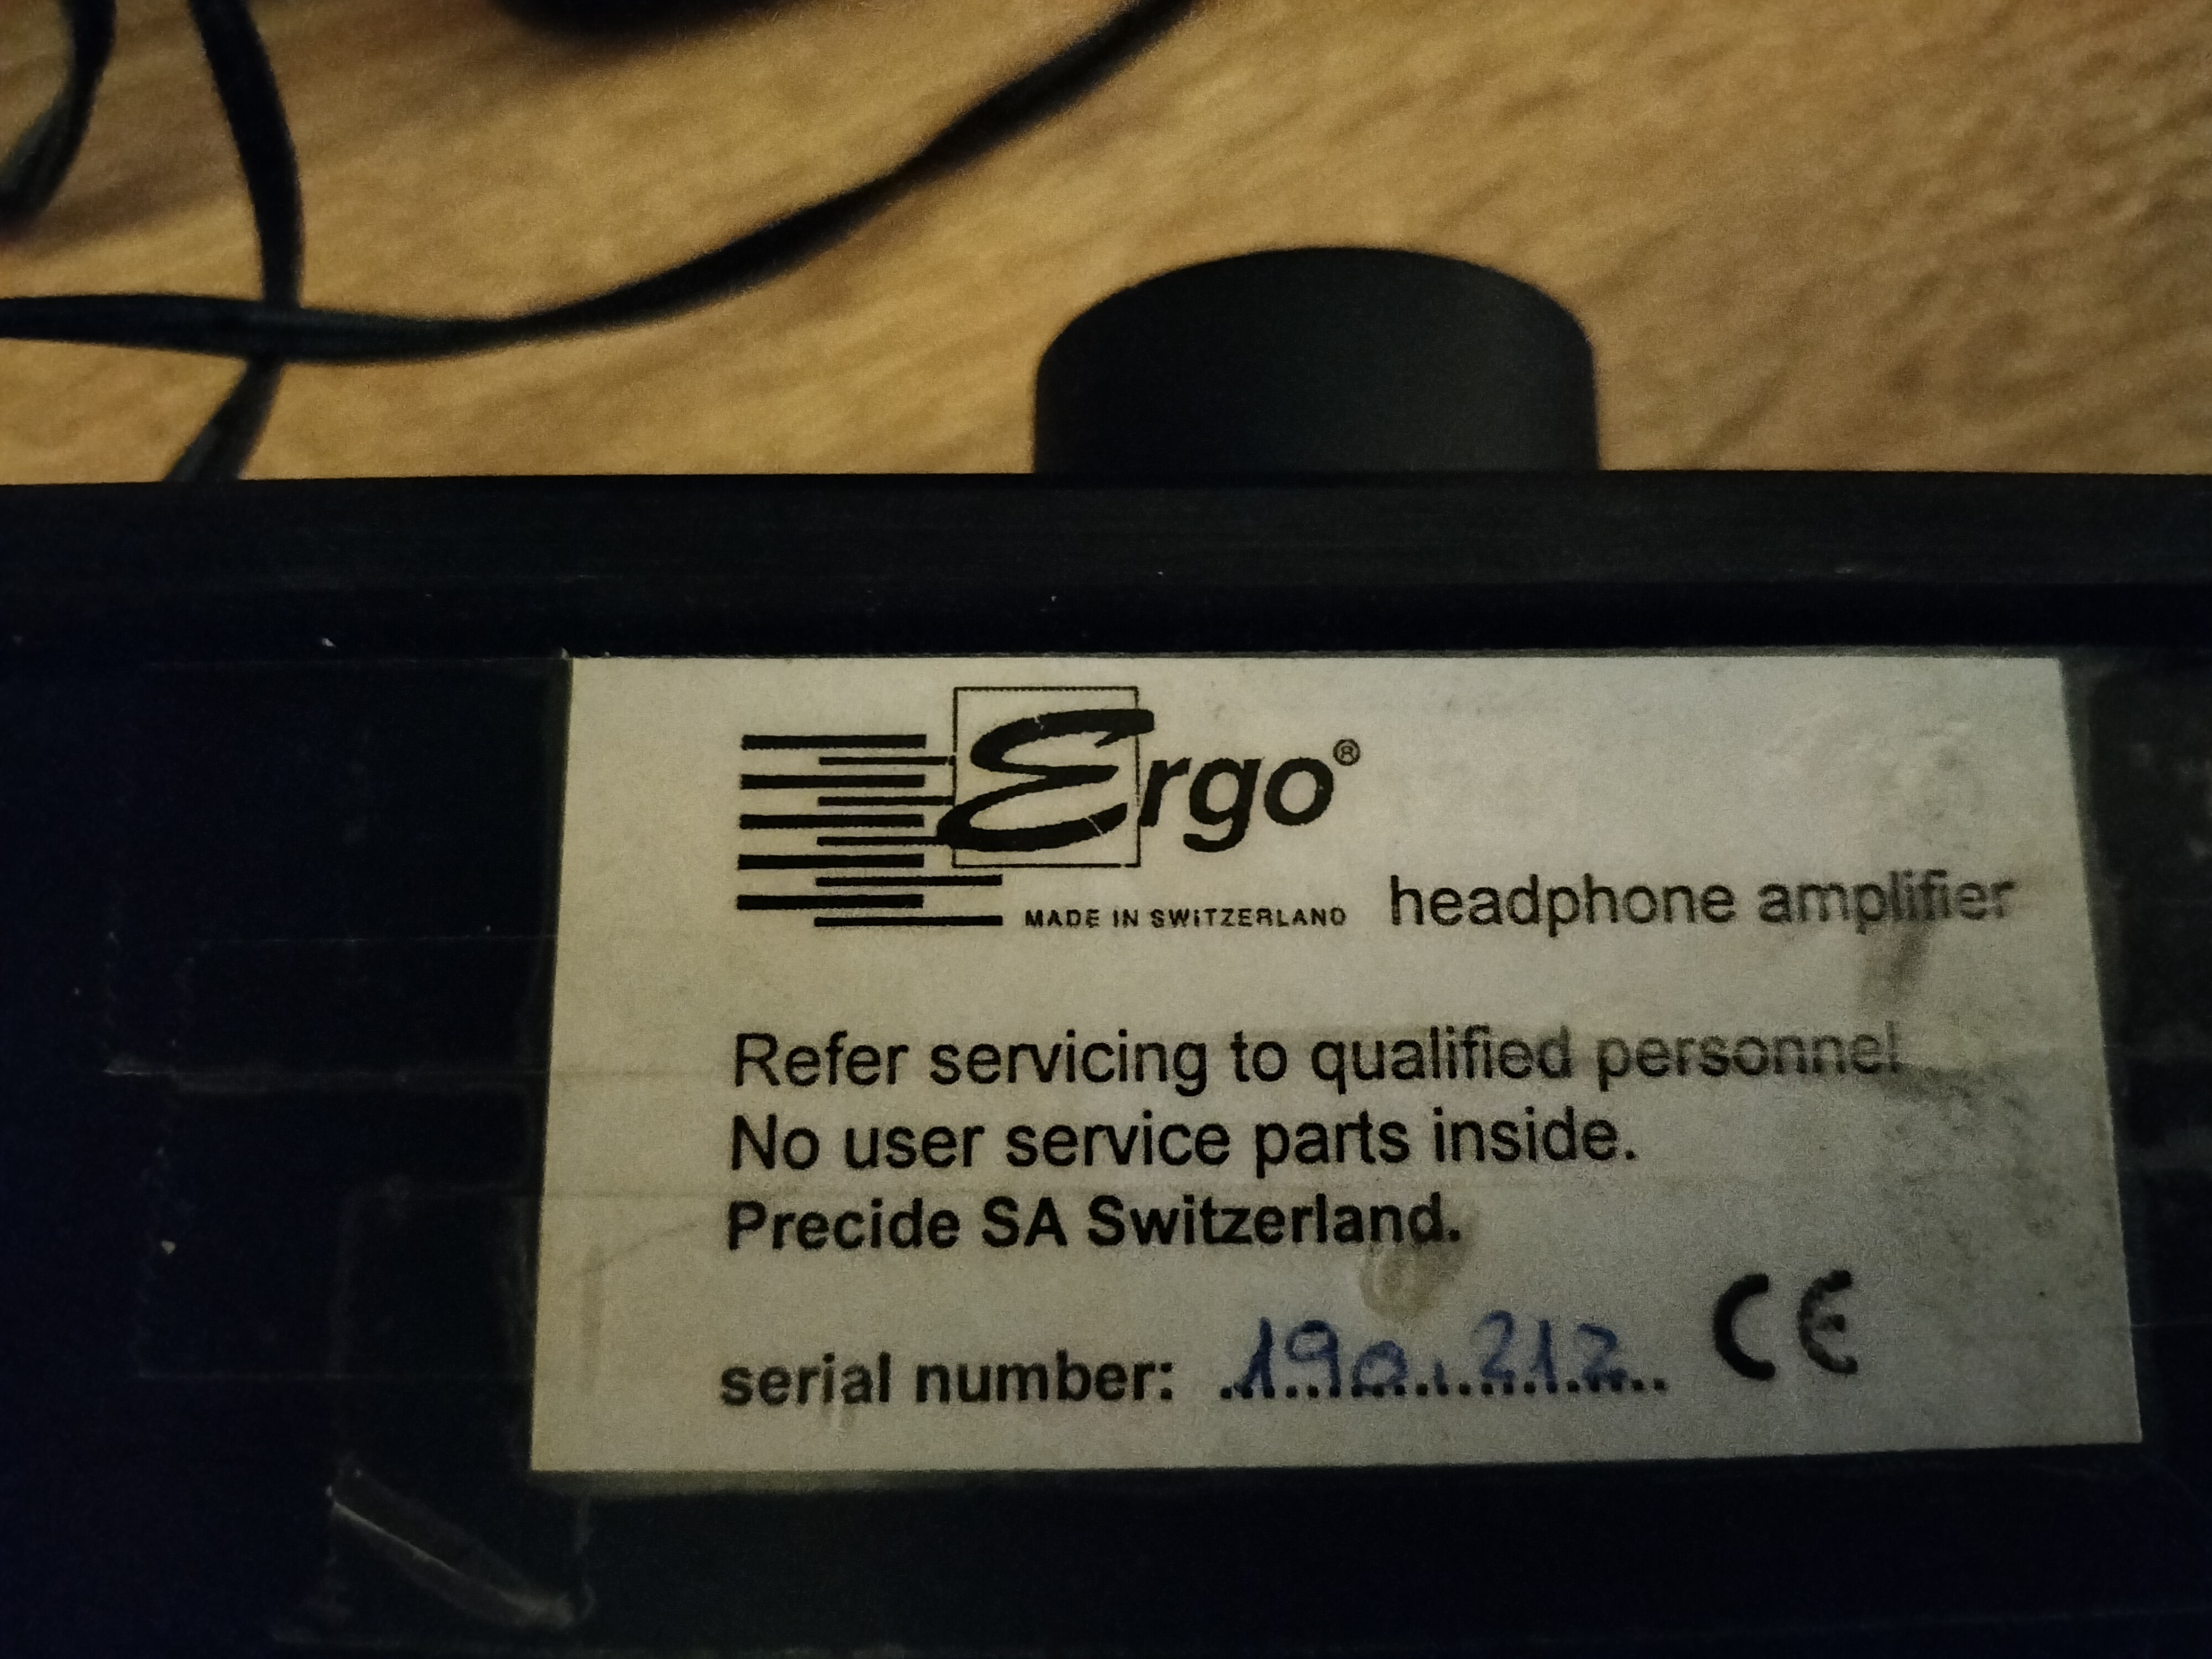 Ergo®
MADE IN SWITZERLAND headphone amplifier
Refer servicing to qualified personnel
No user service parts inside.
Precide SA Switzerland.
serial number: .190.212.. CE